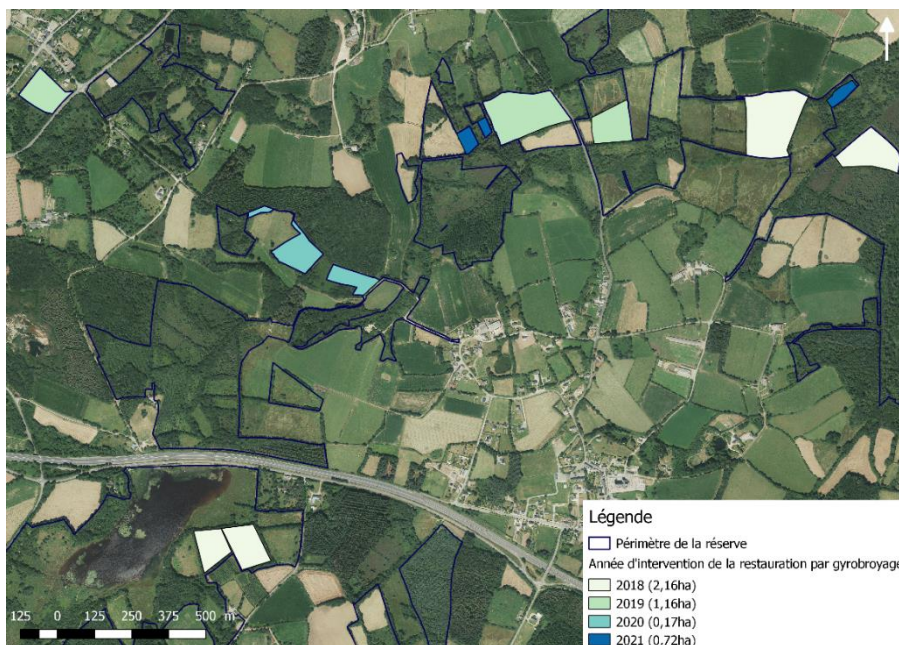 Légende
Périmètre de la réserve
Année d'intervention de la restauration par gyrobroyage
2018 (2,16ha)
2019 (1,16ha)
2020 (0,17ha)
2021 (0,72ha)
125 0 125 250 375 500 m